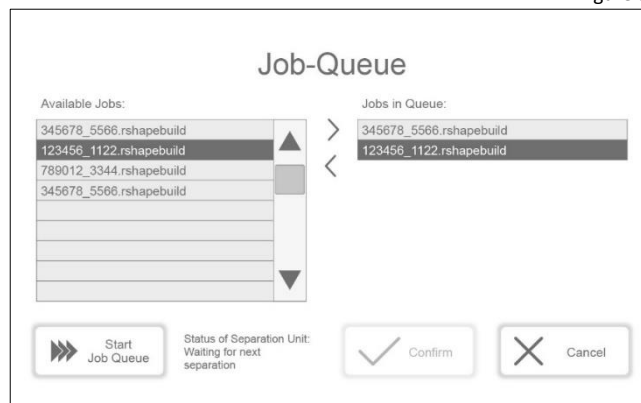 Job-Queue
Available Jobs:
345678_5566.rshapebuild
123456_1122.rshapebuild
789012_3344.rshapebuild
345678_5566.rshapebuild
Jobs in Queue:
345678_5566.rshapebuild
123456_1122.rshapebuild
Start
Job Queue
Status of Separation Unit:
Waiting for next
separation
Confirm
Cancel